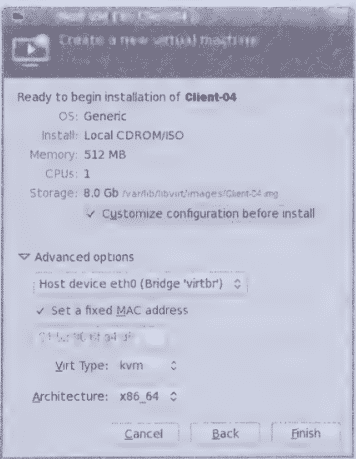 Create a new virtual machine
Ready to begin installation of Client-04
OS: Generic
Install: Local CDROM/ISO
Memory: 512 MB
CPUs: 1
Storage: 8.0 Gb /var/lib/libvirt/images/Client-04.img
✓ Customize configuration before install
Advanced options
Host device eth0 (Bridge 'virtbr')
✓ Set a fixed MAC address
Virt Type: kvm
Architecture: x86_64
Cancel Back Finish